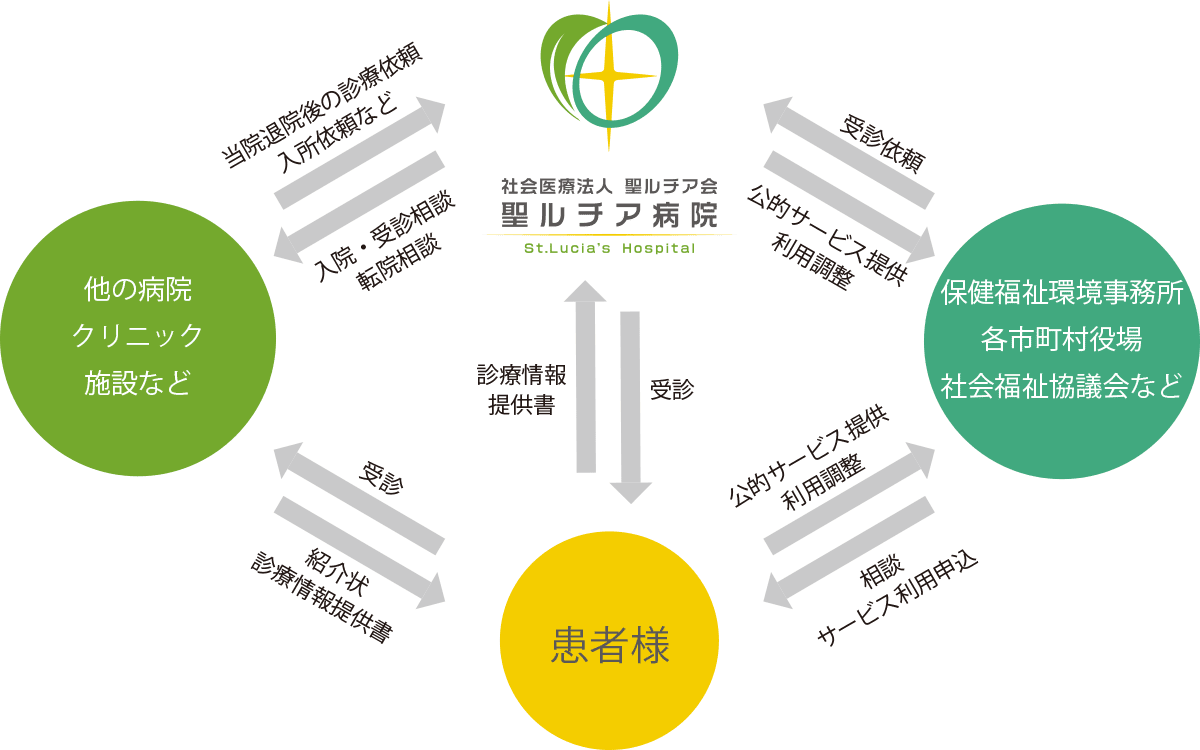 当院退院後の診療依頼
入所依頼など
入院・受診相談
転院相談
社会医療法人 聖ルチア会
聖ルチア病院
St.Lucia's Hospital
受診依頼
公的サービス提供
利用調整
他の病院
クリニック
施設など
診療情報
提供書
受診
保健福祉環境事務所
各市町村役場
社会福祉協議会など
受診
紹介状
診療情報提供書
患者様
公的サービス提供
利用調整
相談
サービス利用申込